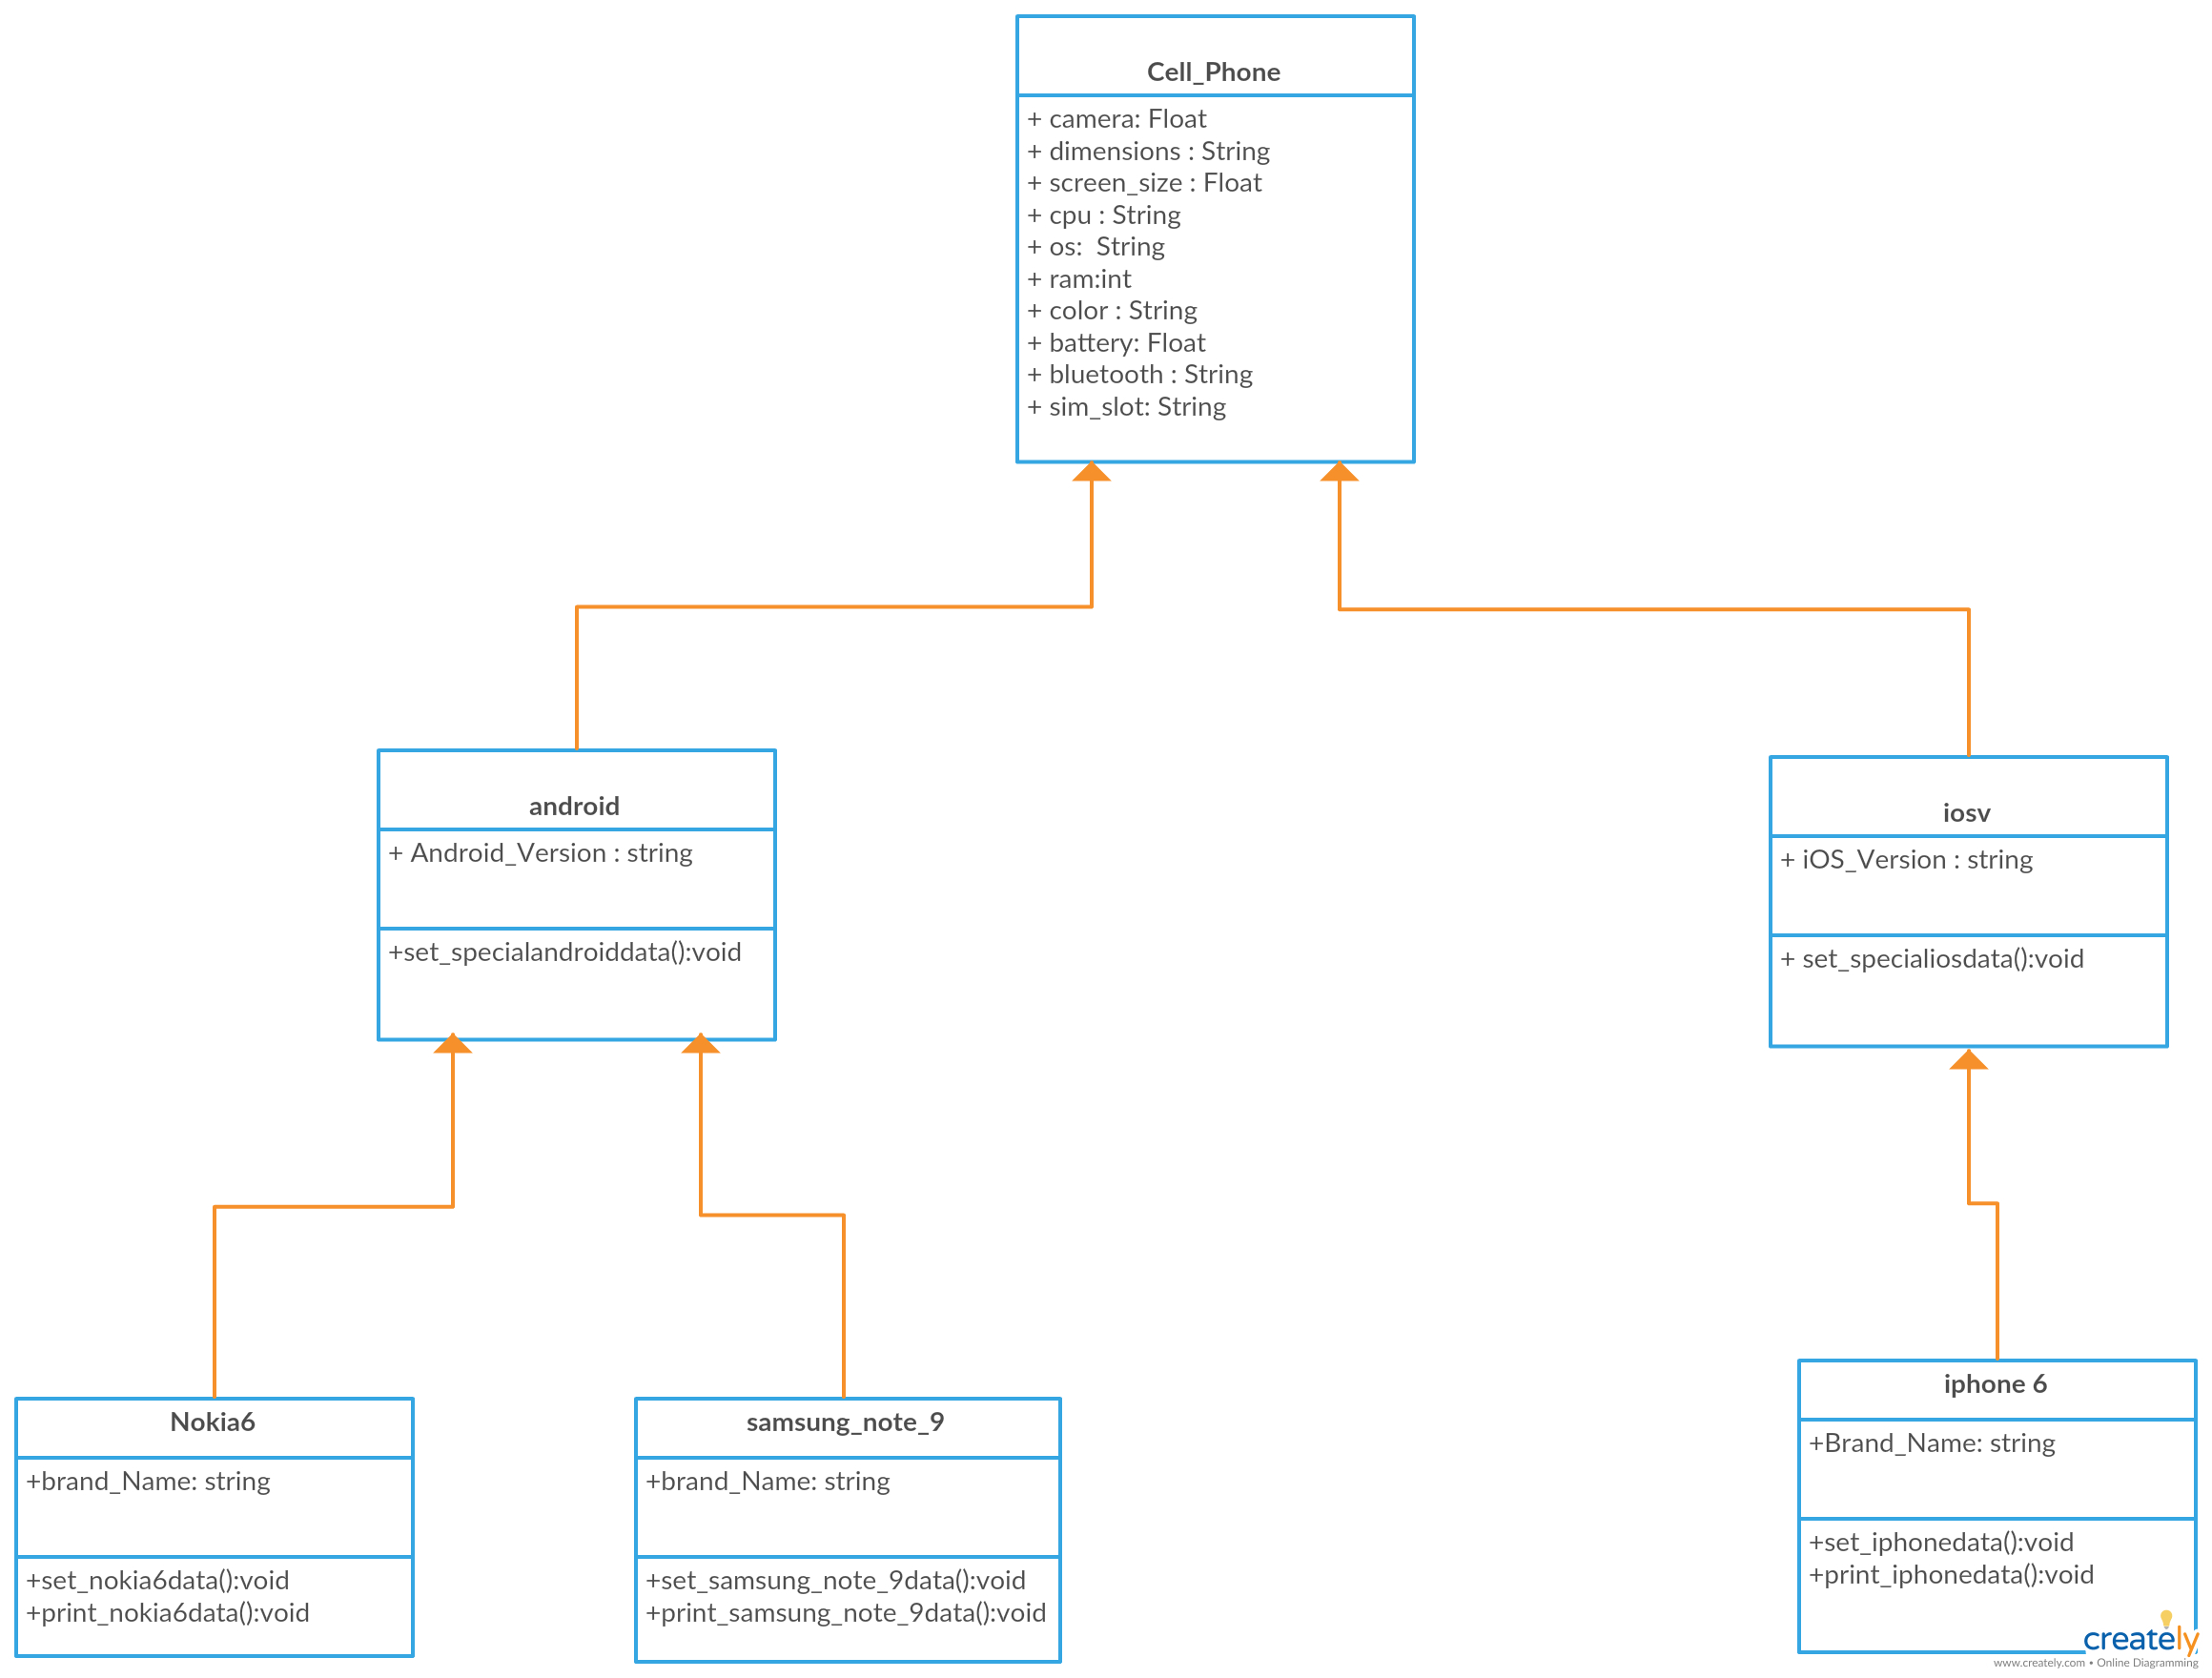 Cell_Phone
+ camera: Float
+ dimensions : String
+ screen_size : Float
+ cpu : String
+ os:  String
+ ram:int
+ color : String
+ battery: Float
+ bluetooth : String
+ sim_slot: String
android
+ Android_Version : string
+set_specialandroiddata():void
iosv
+ iOS_Version : string
+ set_specialiosdata():void
Nokia6
+brand_Name: string
+set_nokia6data():void
+print_nokia6data():void
samsung_note_9
+brand_Name: string
+set_samsung_note_9data():void
+print_samsung_note_9data():void
iphone 6
+Brand_Name: string
+set_iphonedata():void
+print_iphonedata():void
creately
www.creately.com • Online Diagramming